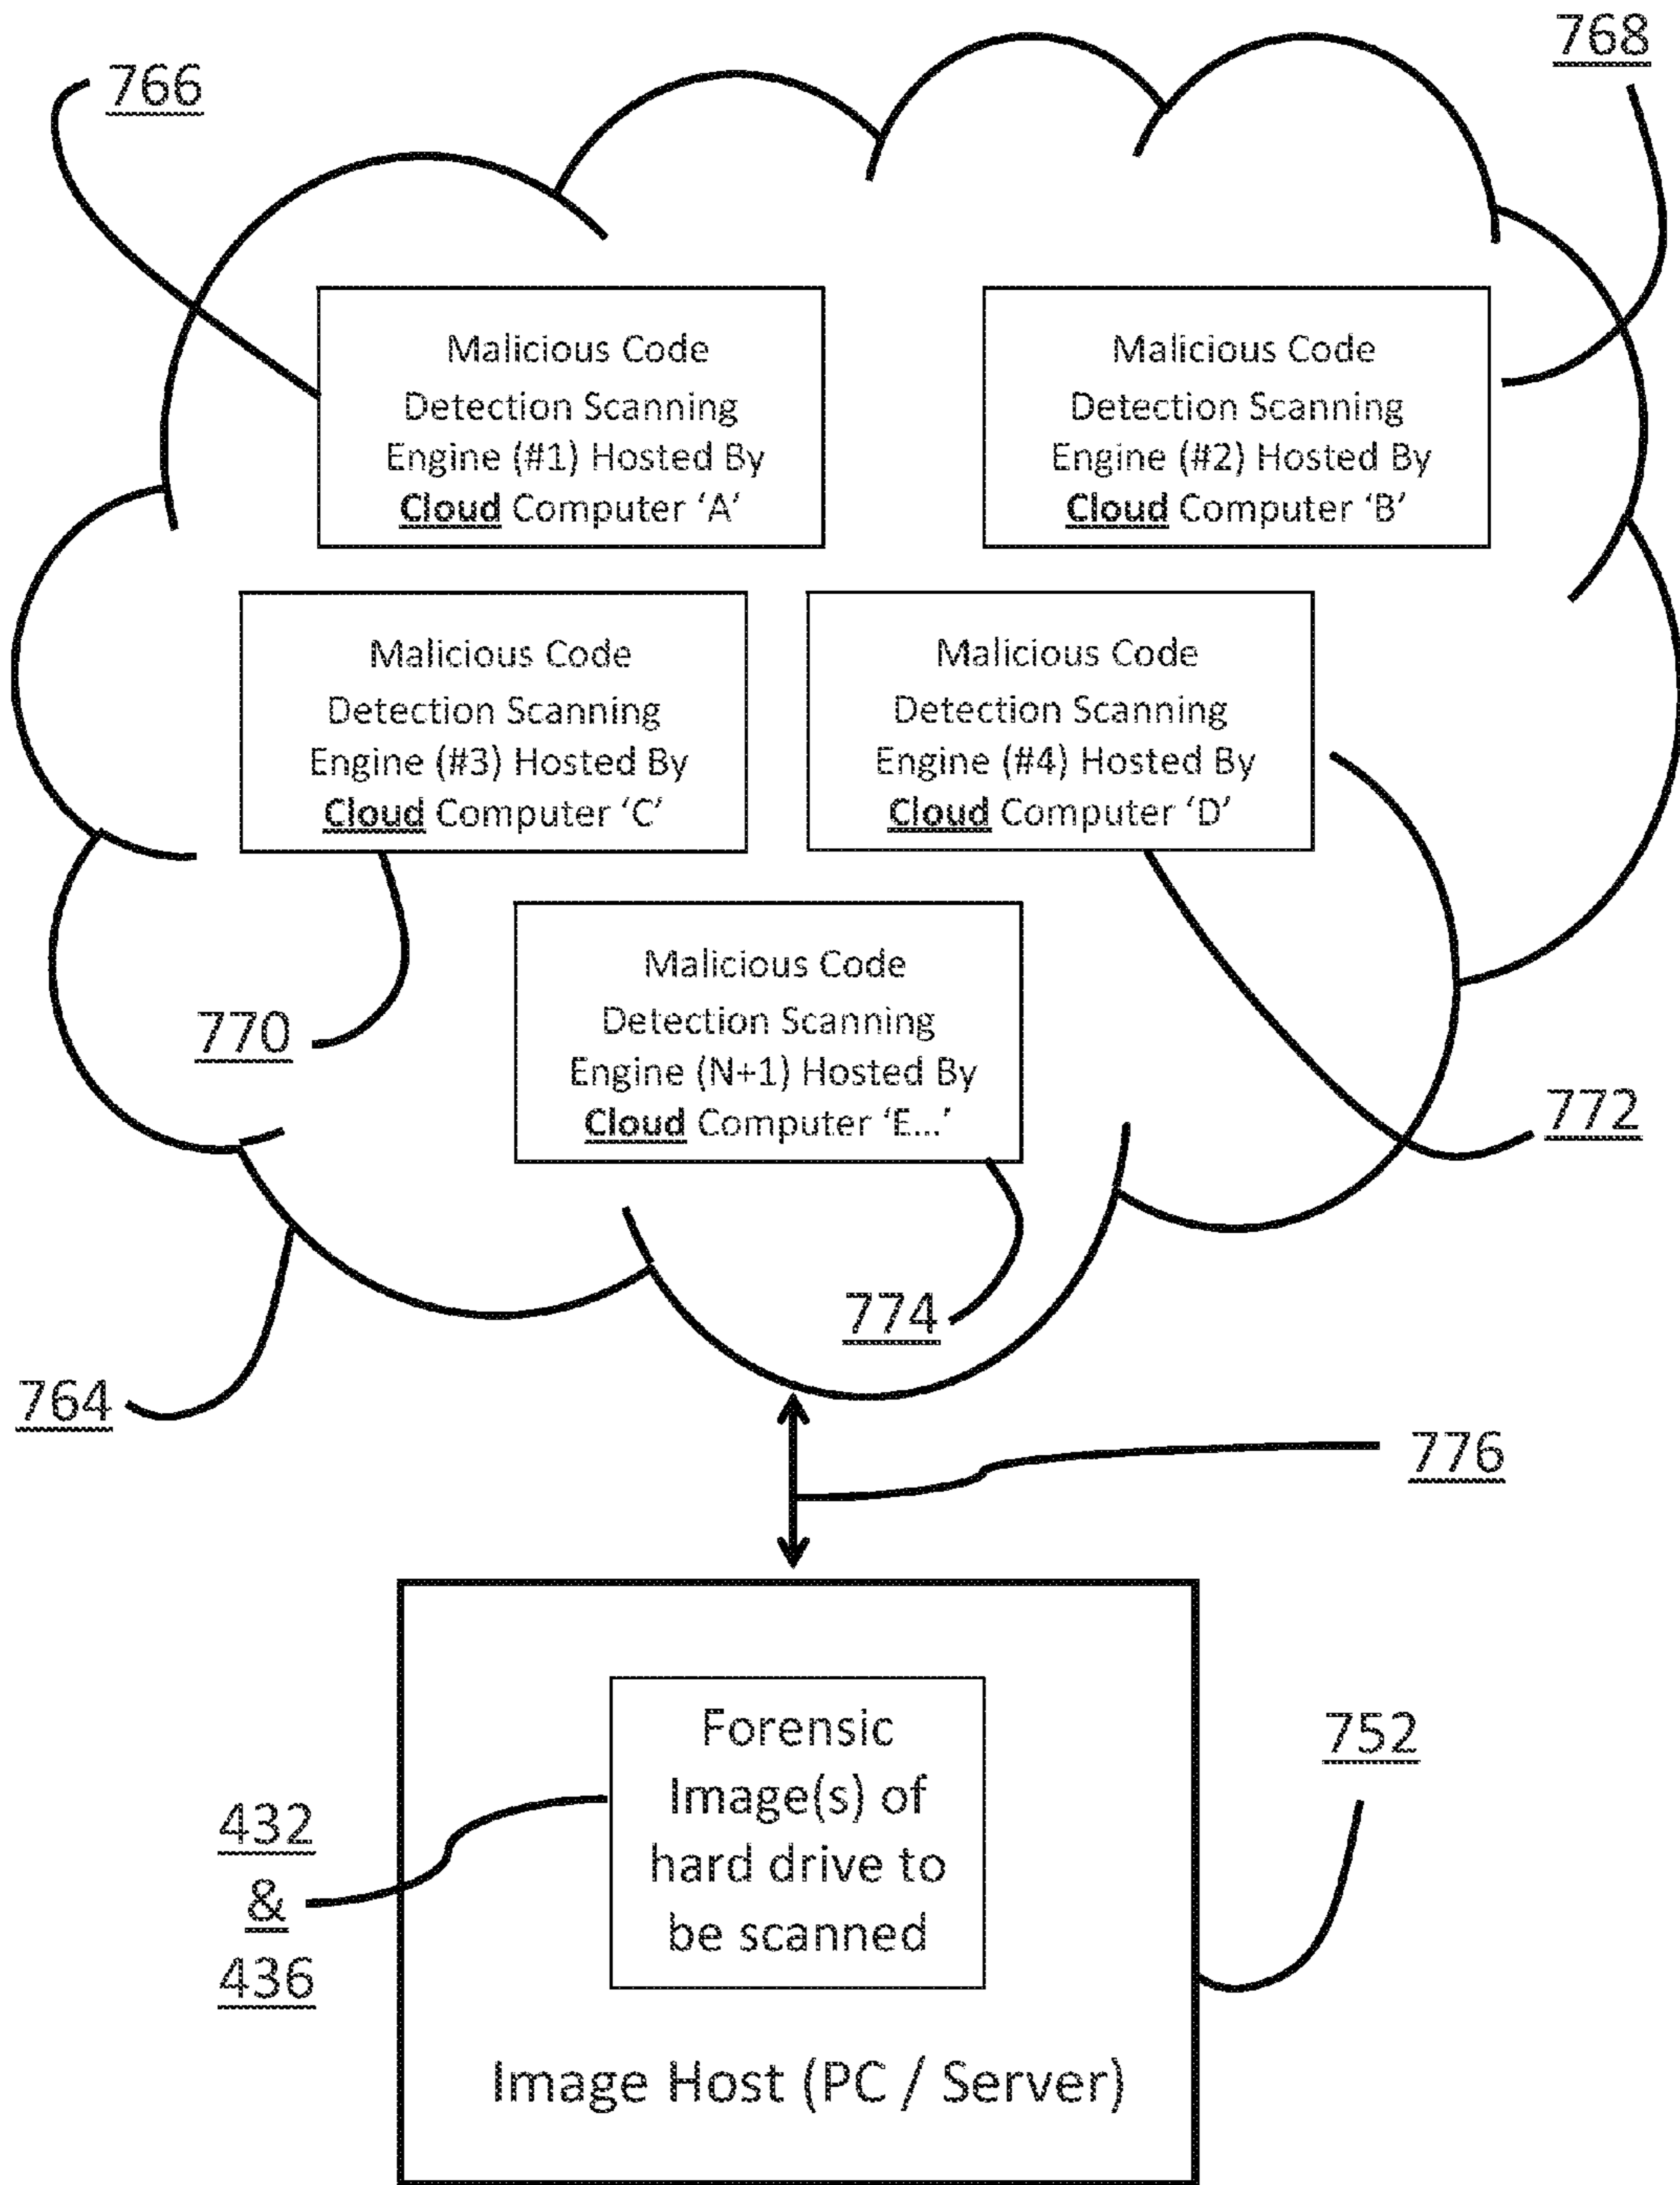 768
766
Malicious Code
Detection Scanning
Engine (#1) Hosted By
Cloud Computer ‘A’
Malicious Code
Detection Scanning
Engine (#2) Hosted By
Cloud Computer ‘B’
Malicious Code
Detection Scanning
Engine (#3) Hosted By
Cloud Computer ‘C’
Malicious Code
Detection Scanning
Engine (#4) Hosted By
Cloud Computer ‘D’
Malicious Code
Detection Scanning
Engine (N+1) Hosted By
Cloud Computer ‘E...’
770
772
774
764
776
Forensic
Image(s) of
hard drive to
be scanned
752
432
&
436
Image Host (PC / Server)